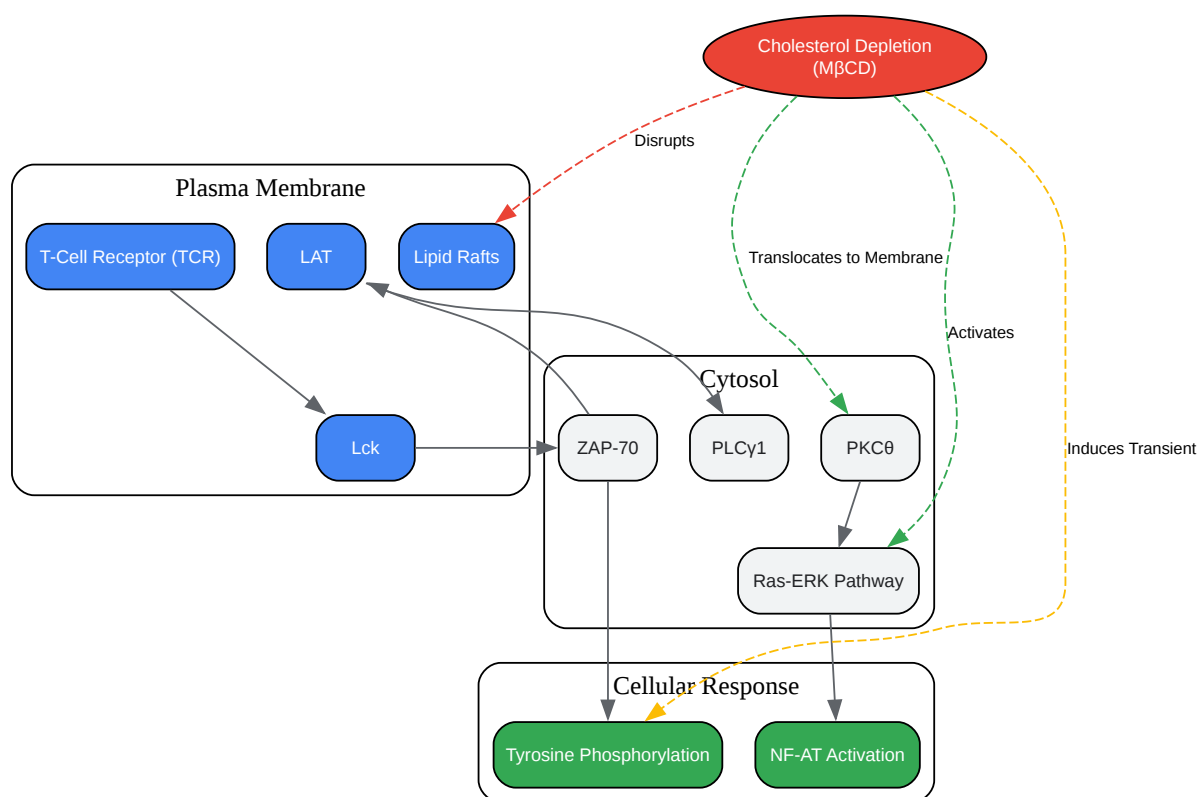 Cholesterol Depletion
(MβCD)
Disrupts
Plasma Membrane
T-Cell Receptor (TCR)
LAT
Lipid Rafts
Translocates to Membrane
Activates
Cytosol
Lck
ZAP-70
PLCγ1
PKCθ
Induces Transient
Ras-ERK Pathway
Cellular Response
Tyrosine Phosphorylation
NF-AT Activation